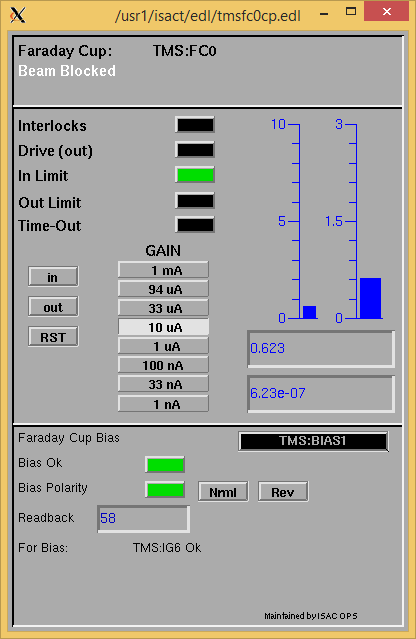 /usr1/isact/edl/tmsfc0cp.edl
Faraday Cup: TMS:FC0
Beam Blocked
Interlocks
Drive (out)
In Limit
Out Limit
Time-Out
10
5
0
3
1.5
0
GAIN
1 mA
94 uA
33 uA
10 uA
1 uA
100 nA
33 nA
1 nA
in
out
RST
0.623
6.23e-07
Faraday Cup Bias TMS:BIAS1
Bias Ok
Bias Polarity Nrml Rev
Readback 58
For Bias: TMS:IG6 Ok
Maintained by ISAC OPS